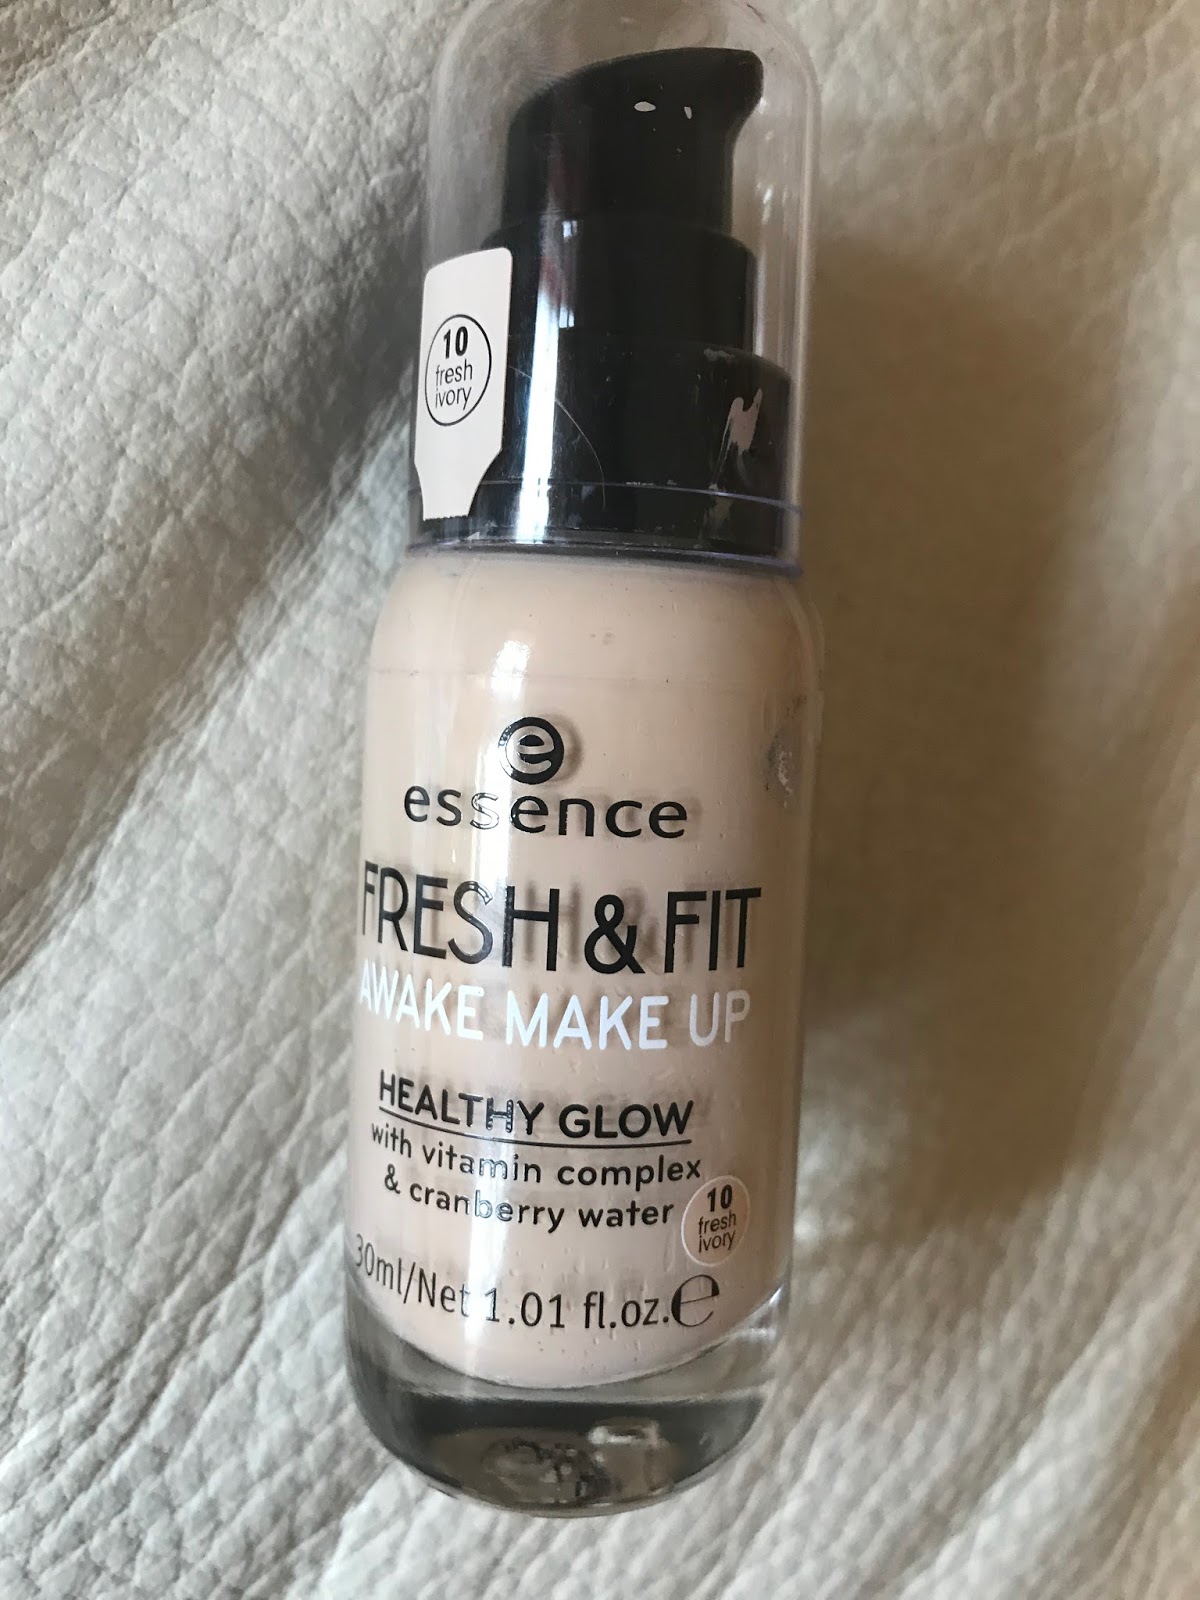 10
fresh
ivory
e
essence
FRESH & FIT
AWAKE MAKE UP
HEALTHY GLOW
with vitamin complex
& cranberry water
10
fresh
ivory
30ml/Net 1.01 fl.oz.℮